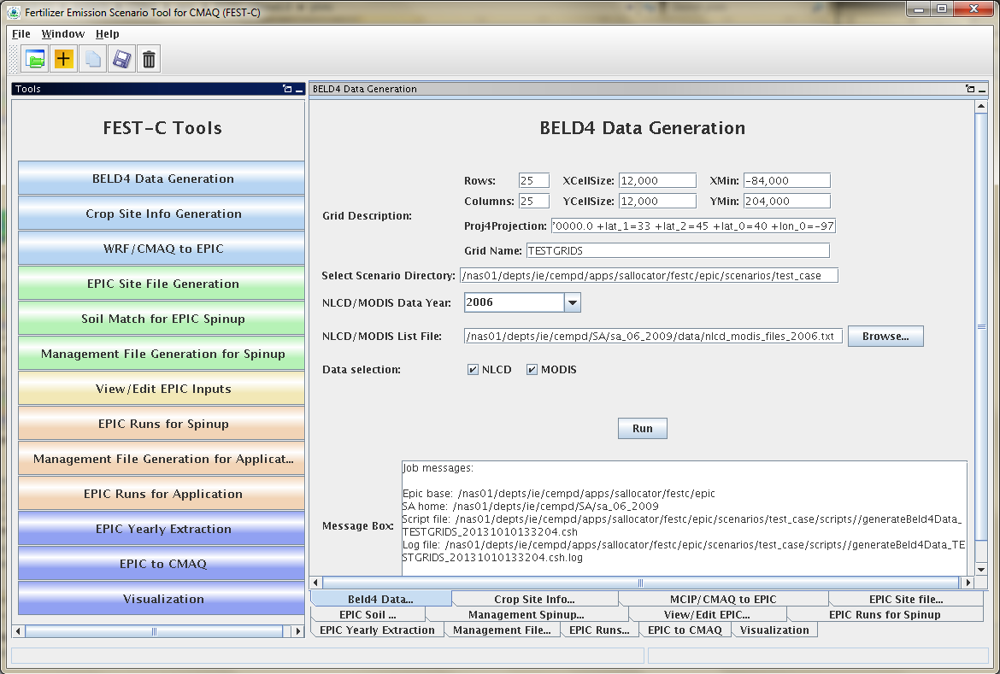 Fertilizer Emission Scenario Tool for CMAQ (FEST-C)
File Window Help
Tools
FEST-C Tools
BELD4 Data Generation
Crop Site Info Generation
WRF/CMAQ to EPIC
EPIC Site File Generation
Soil Match for EPIC Spinup
Management File Generation for Spinup
View/Edit EPIC Inputs
EPIC Runs for Spinup
Management File Generation for Applicat...
EPIC Runs for Application
EPIC Yearly Extraction
EPIC to CMAQ
Visualization
BELD4 Data Generation
BELD4 Data Generation
Grid Description:
Rows: 25 XCellSize: 12,000 XMin: -84,000
Columns: 25 YCellSize: 12,000 YMin: 204,000
Proj4Projection: '0000.0 +lat_1=33 +lat_2=45 +lat_0=40 +lon_0=-97
Grid Name: TESTGRIDS
Select Scenario Directory: /nas01/depts/ie/cempd/apps/sallocator/festc/epic/scenarios/test_case
NLCD/MODIS Data Year: 2006
NLCD/MODIS List File: /nas01/depts/ie/cempd/SA/sa_06_2009/data/nlcd_modis_files_2006.txt Browse...
Data selection: NLCD MODIS
Run
Message Box:
Job messages:
Epic base: /nas01/depts/ie/cempd/apps/sallocator/festc/epic
SA home: /nas01/depts/ie/cempd/SA/sa_06_2009
Script file: /nas01/depts/ie/cempd/apps/sallocator/festc/epic/scenarios/test_case/scripts//generateBeld4Data_
TESTGRIDS_20131010133204.csh
Log file: /nas01/depts/ie/cempd/apps/sallocator/festc/epic/scenarios/test_case/scripts//generateBeld4Data_TE
STGRIDS_20131010133204.csh.log
Beld4 Data... Crop Site Info... MCIP/CMAQ to EPIC EPIC Site file...
EPIC Soil ... Management Spinup... View/Edit EPIC... EPIC Runs for Spinup
EPIC Yearly Extraction Management File... EPIC Runs... EPIC to CMAQ Visualization